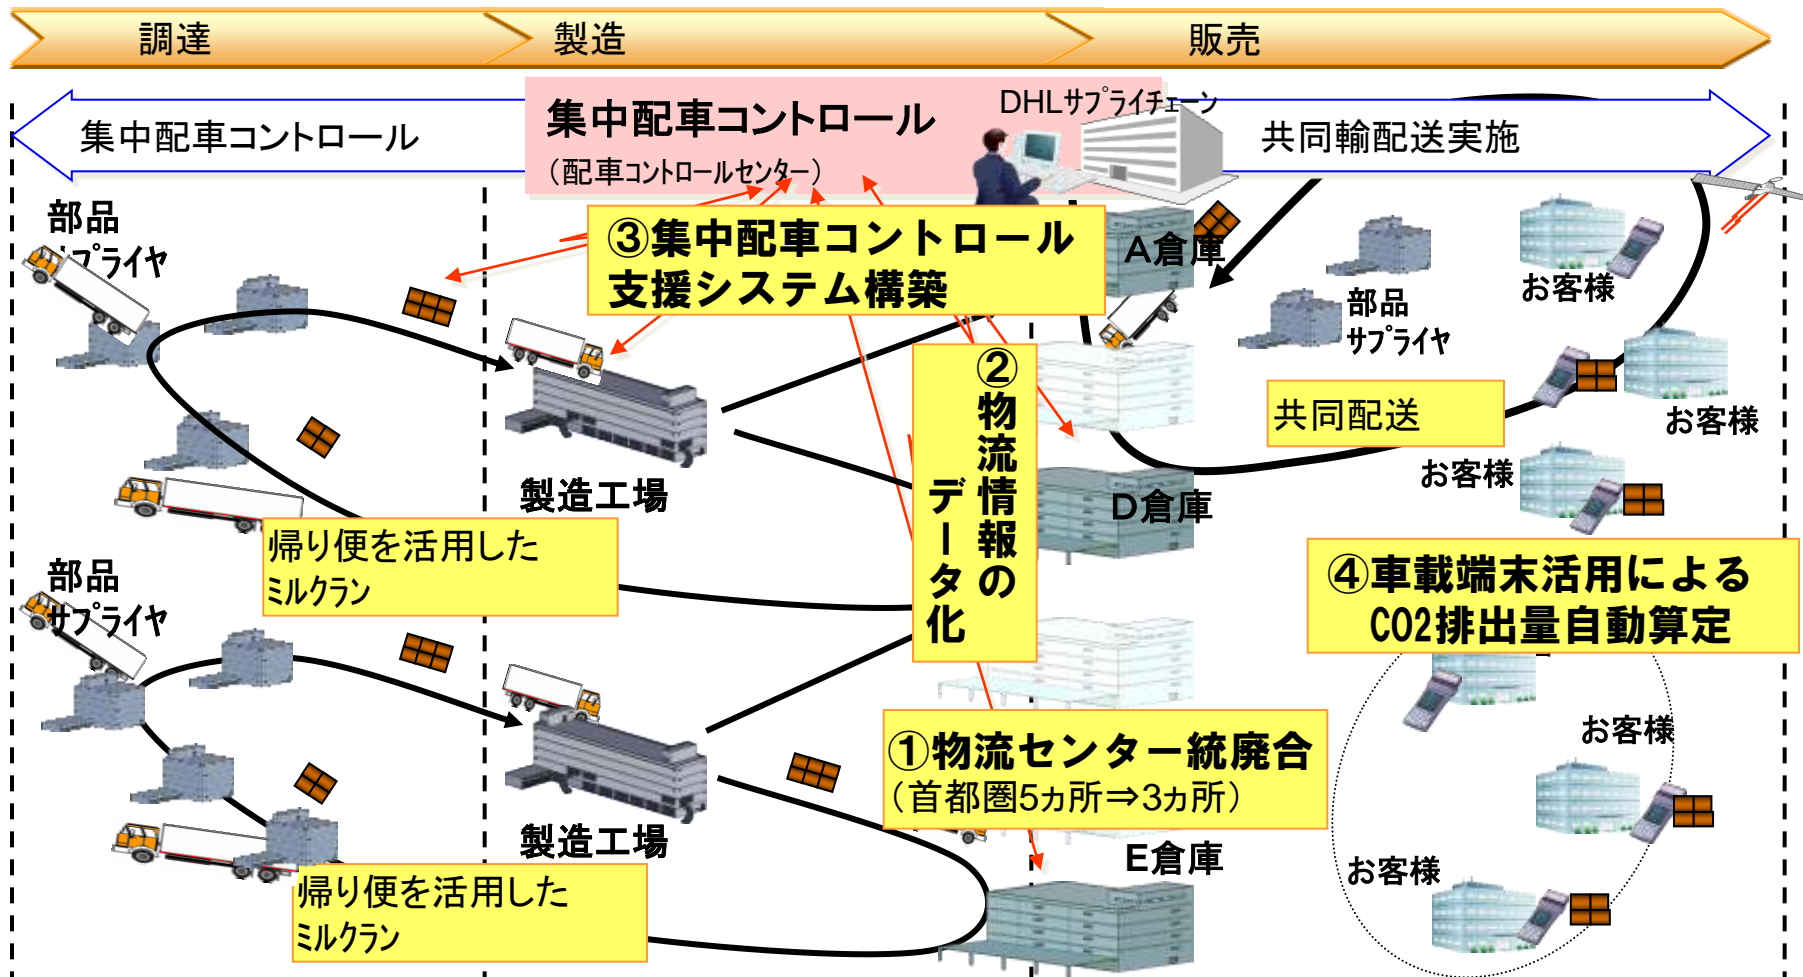 調達
製造
販売
集中配車コントロール
集中配車コントロール
（配車コントロールセンター）
DHLサプライチェーン
共同輸配送実施
部品
サプライヤ
③集中配車コントロール
支援システム構築
A倉庫
お客様
部品
サプライヤ
②物流情報の
データ化
共同配送
お客様
お客様
製造工場
D倉庫
帰り便を活用した
ミルクラン
④車載端末活用による
CO2排出量自動算定
部品
サプライヤ
①物流センター統廃合
（首都圏5ヵ所⇒3ヵ所）
お客様
製造工場
E倉庫
お客様
帰り便を活用した
ミルクラン